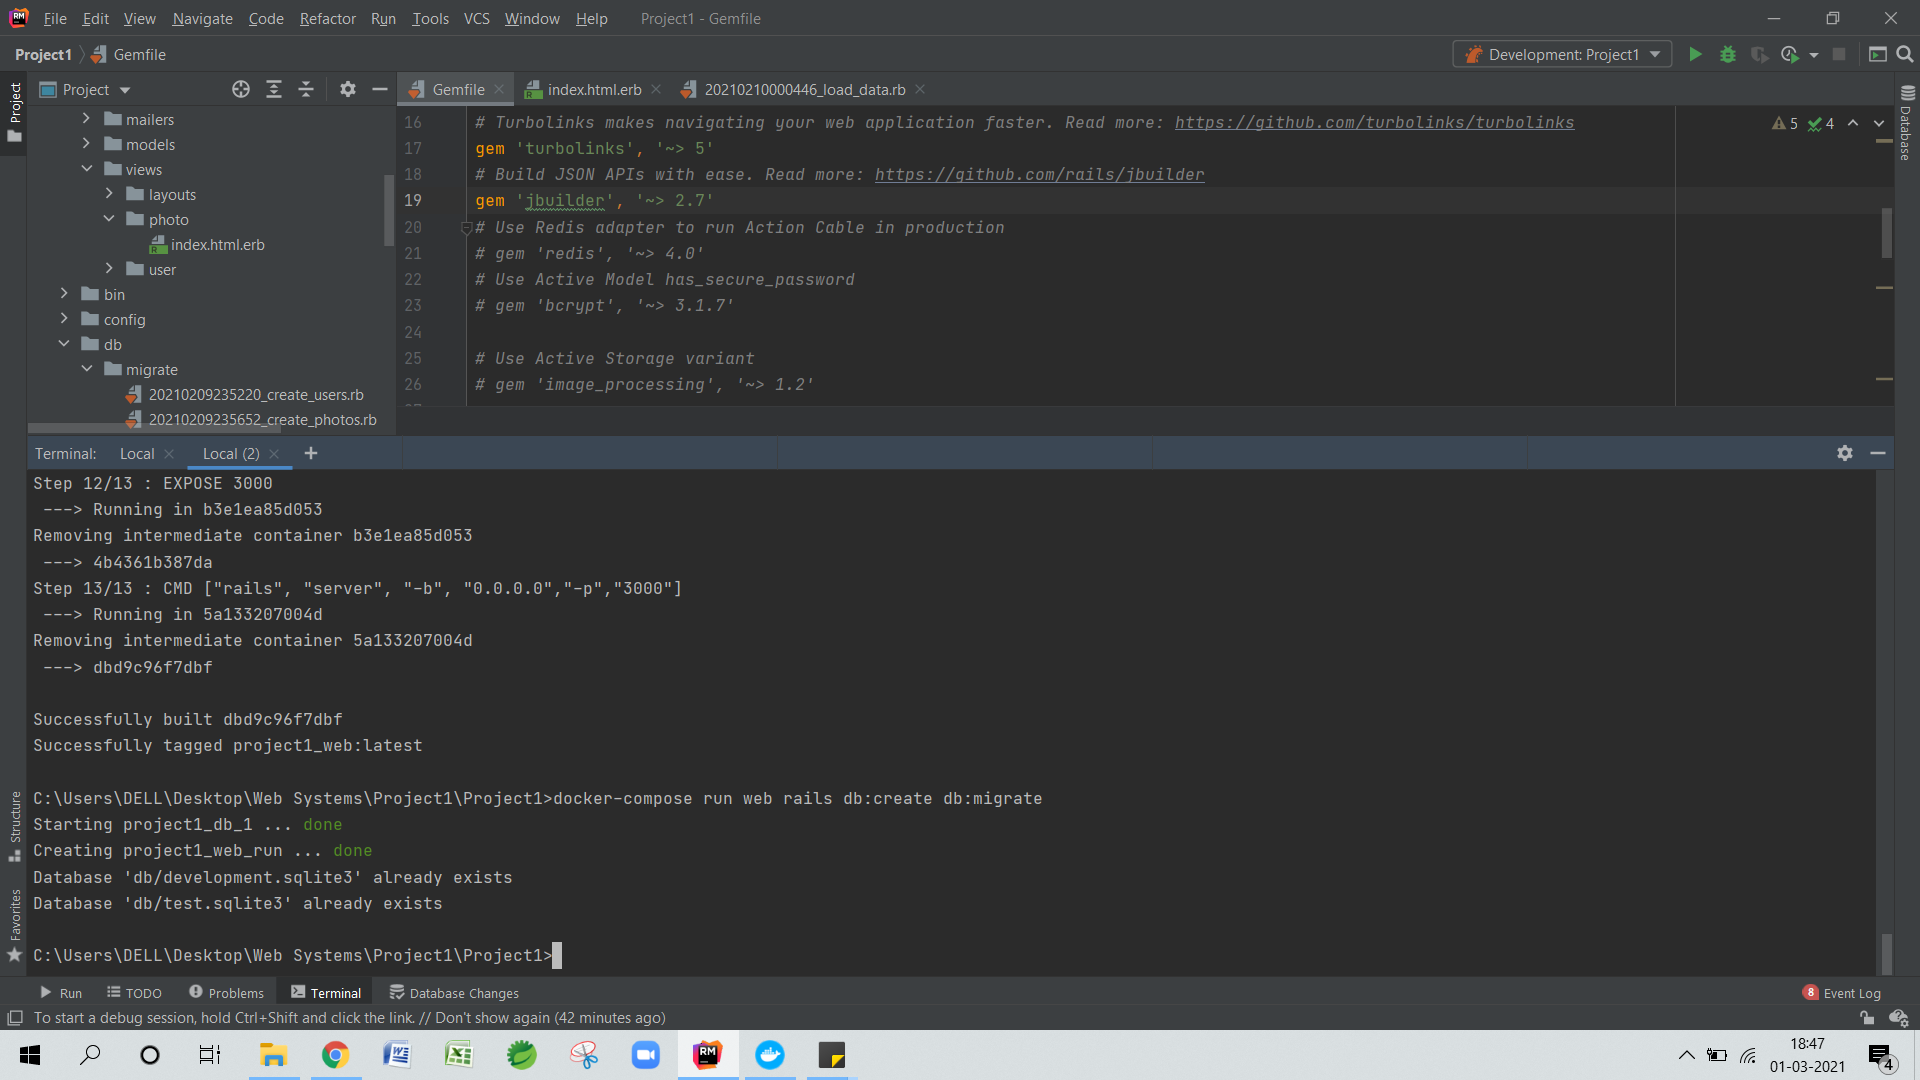 File Edit View Navigate Code Refactor Run Tools VCS Window Help Project1 - Gemfile
Project1 Gemfile Development: Project1
Project Gemfile index.html.erb 20210210000446_load_data.rb
Project
Database
mailers
models
views
layouts
photo
index.html.erb
user
bin
config
db
migrate
20210209235220_create_users.rb
20210209235652_create_photos.rb
16 # Turbolinks makes navigating your web application faster. Read more: https://github.com/turbolinks/turbolinks 5 4
17 gem 'turbolinks', '~> 5'
18 # Build JSON APIs with ease. Read more: https://github.com/rails/jbuilder
19 gem 'jbuilder', '~> 2.7'
20 # Use Redis adapter to run Action Cable in production
21 # gem 'redis', '~> 4.0'
22 # Use Active Model has_secure_password
23 # gem 'bcrypt', '~> 3.1.7'
24
25 # Use Active Storage variant
26 # gem 'image_processing', '~> 1.2'
Terminal: Local Local (2)
Step 12/13 : EXPOSE 3000
---> Running in b3e1ea85d053
Removing intermediate container b3e1ea85d053
---> 4b4361b387da
Step 13/13 : CMD ["rails", "server", "-b", "0.0.0.0","-p","3000"]
---> Running in 5a133207004d
Removing intermediate container 5a133207004d
---> dbd9c96f7dbf
Successfully built dbd9c96f7dbf
Successfully tagged project1_web:latest
C:\Users\DELL\Desktop\Web Systems\Project1\Project1>docker-compose run web rails db:create db:migrate
Starting project1_db_1 ... done
Creating project1_web_run ... done
Database 'db/development.sqlite3' already exists
Database 'db/test.sqlite3' already exists
C:\Users\DELL\Desktop\Web Systems\Project1\Project1>
Structure
Favorites
Run TODO Problems Terminal Database Changes 8 Event Log
To start a debug session, hold Ctrl+Shift and click the link. // Don't show again (42 minutes ago)
18:47
01-03-2021
4